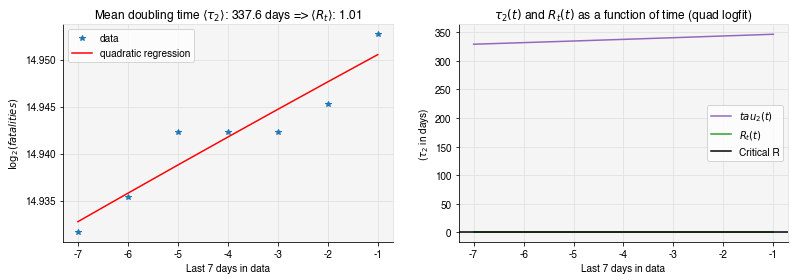 Mean doubling time ⟨τ₂⟩: 337.6 days => ⟨Rₜ⟩: 1.01
data
quadratic regression
log₂(fatalities)
14.950
14.945
14.940
14.935
-7 -6 -5 -4 -3 -2 -1
Last 7 days in data
τ₂(t) and Rₜ(t) as a function of time (quad logfit)
tau₂(t)
Rₜ(t)
Critical R
(τ₂ in days)
350
300
250
200
150
100
50
0
-7 -6 -5 -4 -3 -2 -1
Last 7 days in data